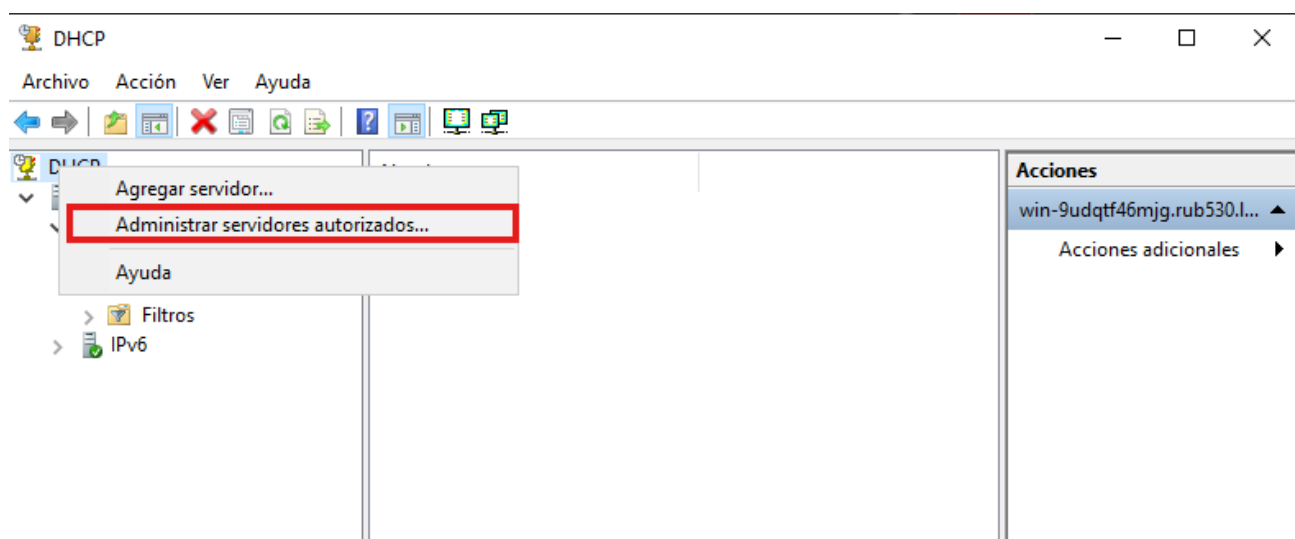 DHCP
Archivo Acción Ver Ayuda
DHCP
Agregar servidor...
Administrar servidores autorizados...
Ayuda
Filtros
IPv6
Acciones
win-9udqtf46mjg.rub530.l...
Acciones adicionales